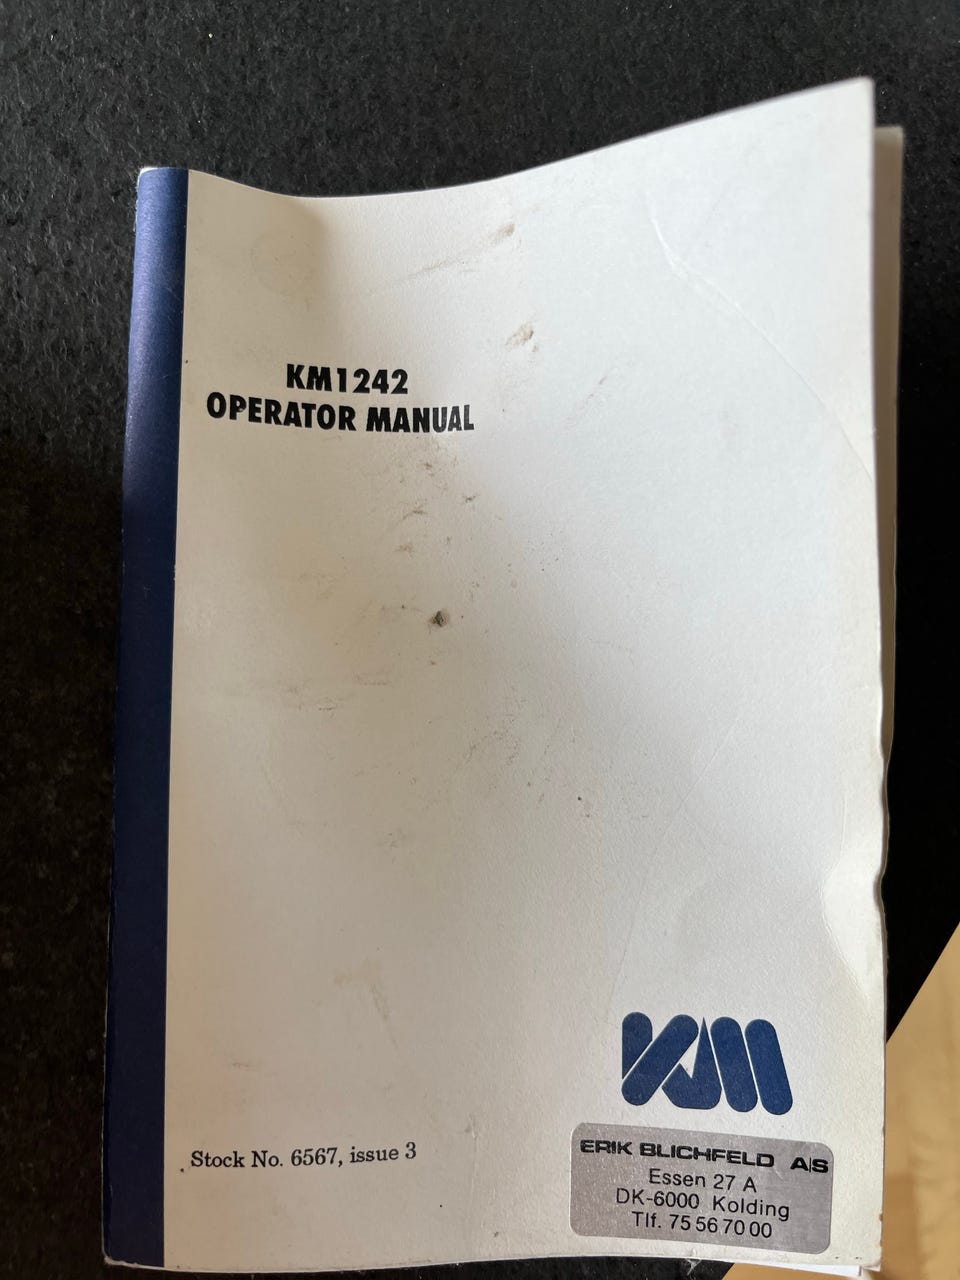 KM1242
OPERATOR MANUAL
KM
Stock No. 6567, issue 3
ERIK BLICHFELD A/S
Essen 27 A
DK-6000 Kolding
Tlf. 75 56 70 00